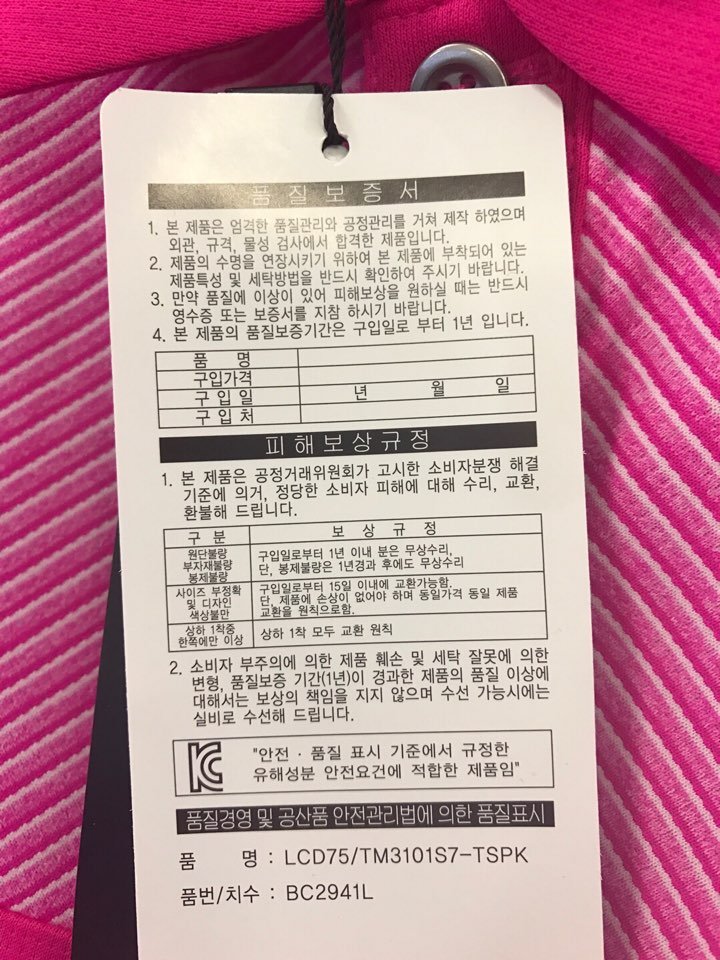 품질보증서
1. 본 제품은 엄격한 품질관리와 공정관리를 거쳐 제작 하였으며
외관, 규격, 물성 검사에서 합격한 제품입니다.
2. 제품의 수명을 연장시키기 위하여 본 제품에 부착되어 있는
제품특성 및 세탁방법을 반드시 확인하여 주시기 바랍니다.
3. 만약 품질에 이상이 있어 피해보상을 원하실 때는 반드시
영수증 또는 보증서를 지참 하시기 바랍니다.
4. 본 제품의 품질보증기간은 구입일로 부터 1년 입니다.
품 명
구입가격
구 입 일 년 월 일
구 입 처
피해보상규정
1. 본 제품은 공정거래위원회가 고시한 소비자분쟁 해결
기준에 의거, 정당한 소비자 피해에 대해 수리, 교환,
환불해 드립니다.
구 분 보 상 규 정
원단불량
부자재불량
봉제불량
구입일로부터 1년 이내 분은 무상수리,
단, 봉제불량은 1년경과 후에도 무상수리
사이즈 부정확
및 디자인
색상불만
구입일로부터 15일 이내에 교환가능함.
단, 제품에 손상이 없어야 하며 동일가격 동일 제품
교환을 원칙으로함.
상하 1착중
한쪽에만 이상
상하 1착 모두 교환 원칙
2. 소비자 부주의에 의한 제품 훼손 및 세탁 잘못에 의한
변형, 품질보증 기간(1년)이 경과한 제품의 품질 이상에
대해서는 보상의 책임을 지지 않으며 수선 가능시에는
실비로 수선해 드립니다.
KC
"안전·품질 표시 기준에서 규정한
유해성분 안전요건에 적합한 제품임"
품질경영 및 공산품 안전관리법에 의한 품질표시
품 명 : LCD75/TM3101S7-TSPK
품번/치수 : BC2941L